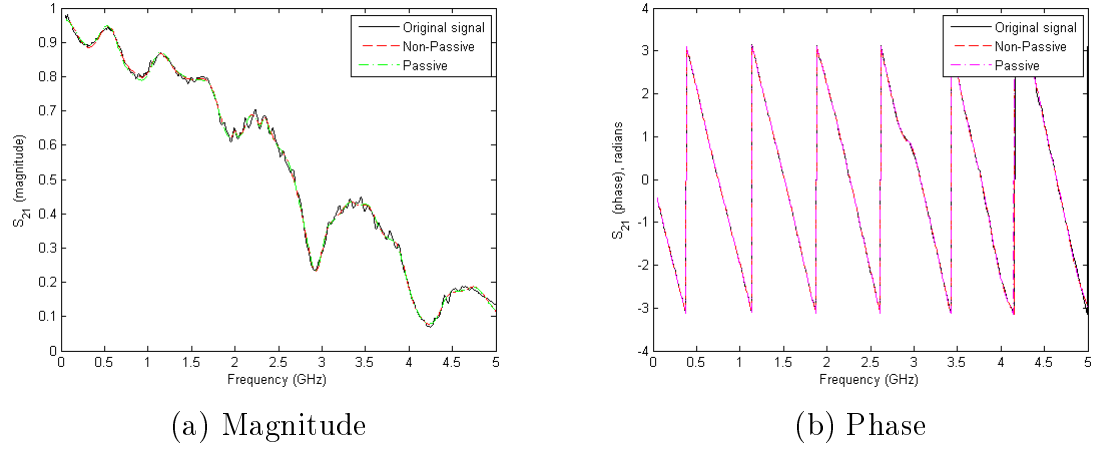 1
0.9
0.8
0.7
0.6
0.5
0.4
0.3
0.2
0.1
0
S21 (magnitude)
0 0.5 1 1.5 2 2.5 3 3.5 4 4.5 5
Frequency (GHz)
Original signal
Non-Passive
Passive
(a) Magnitude
4
3
2
1
0
-1
-2
-3
-4
S21 (phase), radians
0 0.5 1 1.5 2 2.5 3 3.5 4 4.5 5
Frequency (GHz)
Original signal
Non-Passive
Passive
(b) Phase